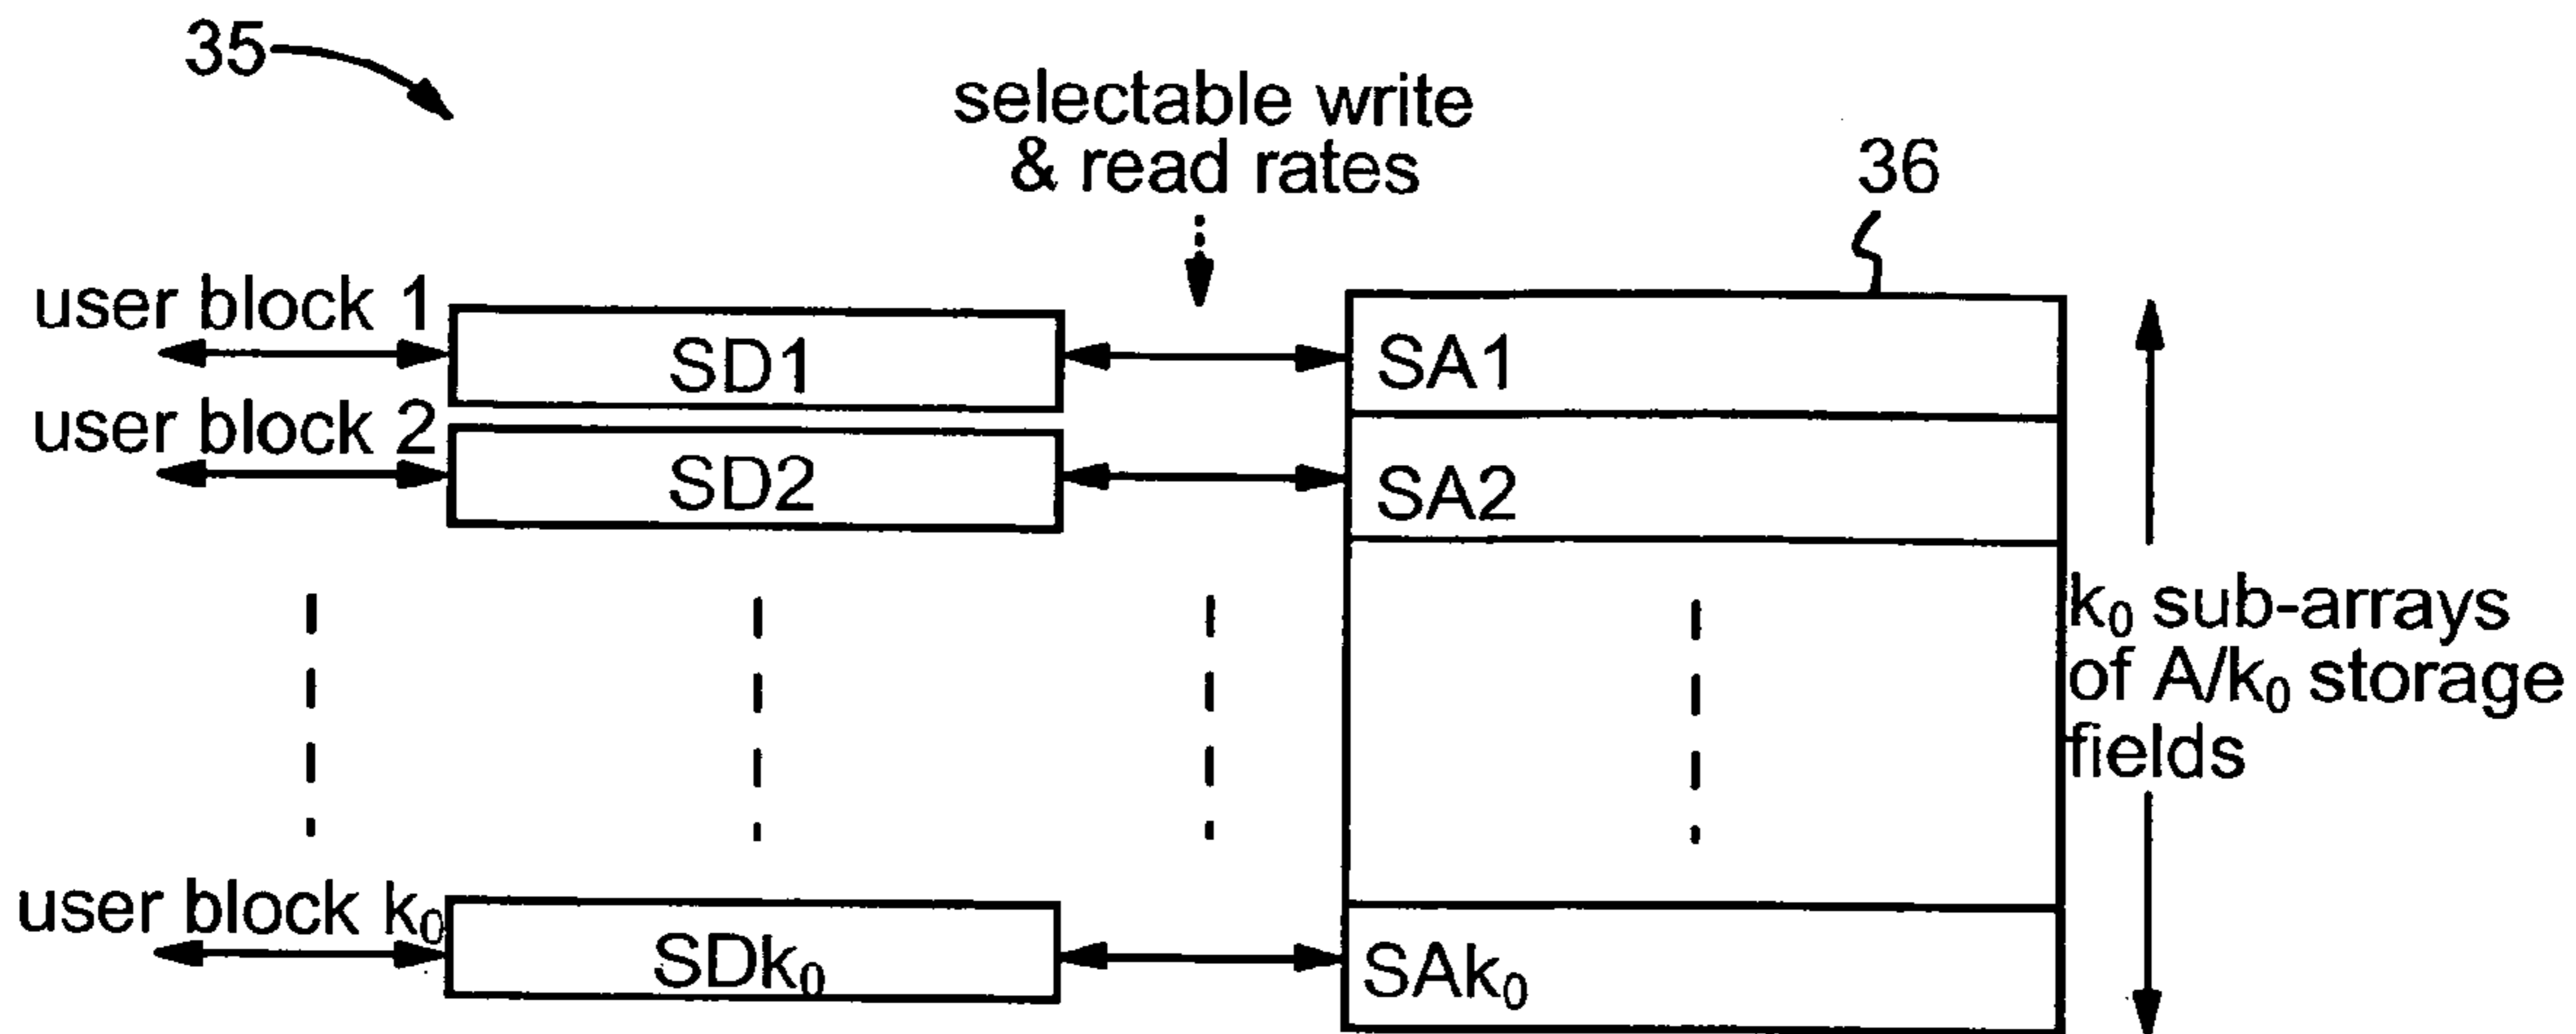 35
selectable write
& read rates
36
user block 1
SD1
SA1
user block 2
SD2
SA2
k₀ sub-arrays
of A/k₀ storage
fields
user block k₀
SDk₀
SAk₀